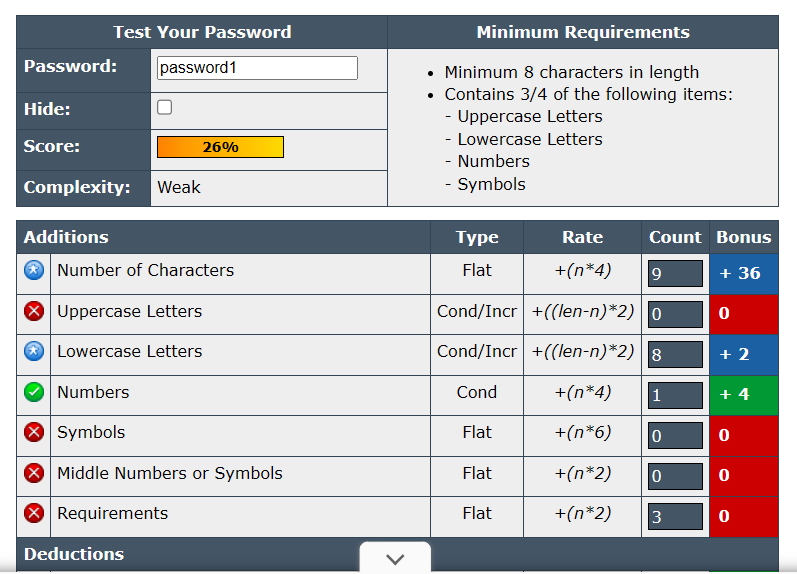 Test Your Password Minimum Requirements
Password: password1
Hide:
Score: 26%
Complexity: Weak
• Minimum 8 characters in length
• Contains 3/4 of the following items:
- Uppercase Letters
- Lowercase Letters
- Numbers
- Symbols
Additions Type Rate Count Bonus
Number of Characters Flat +(n*4) 9 + 36
Uppercase Letters Cond/Incr +((len-n)*2) 0 0
Lowercase Letters Cond/Incr +((len-n)*2) 8 + 2
Numbers Cond +(n*4) 1 + 4
Symbols Flat +(n*6) 0 0
Middle Numbers or Symbols Flat +(n*2) 0 0
Requirements Flat +(n*2) 3 0
Deductions